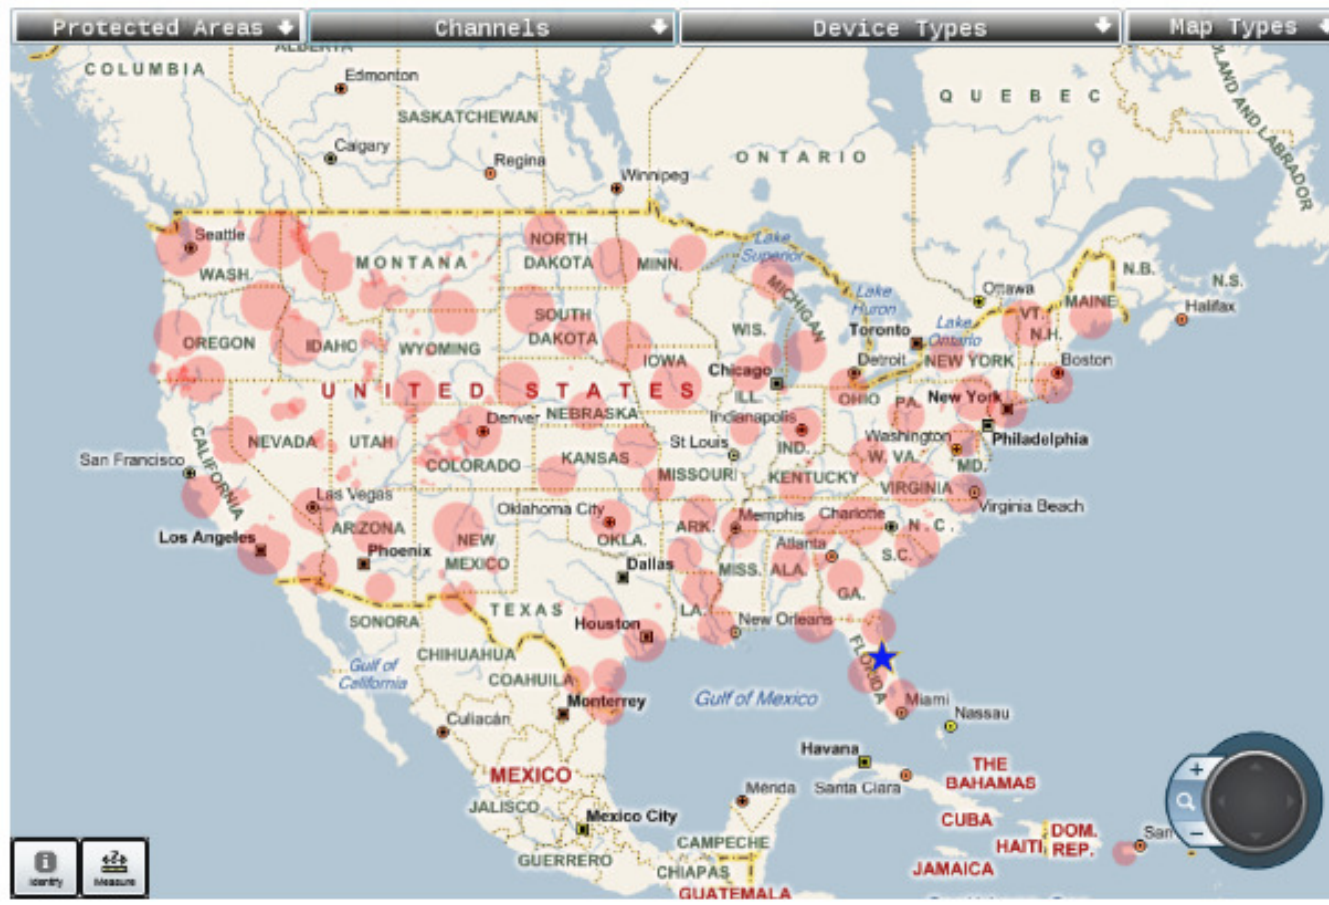 Protected Areas
Channels
Device Types
Map Types
ALBERTA
COLUMBIA
Edmonton
SASKATCHEWAN
QUEBEC
LAND AND LABRADOR
Calgary
Regina
ONTARIO
Winnipeg
Seattle
NORTH
DAKOTA
Lake
Superior
WASH.
MONTANA
MINN.
N.B.
N.S.
MICHIGAN
Lake
Huron
Ottawa
MAINE
Halifax
VT.
SOUTH
DAKOTA
WIS.
Toronto
Lake
Ontario
N.H.
OREGON
IDAHO
WYOMING
IOWA
Chicago
Detroit
NEW YORK
Boston
UNITED STATES
ILL.
OHIO
PA.
New York
NEBRASKA
Denver
Indianapolis
CALIFORNIA
NEVADA
UTAH
St Louis
IND.
Washington
Philadelphia
San Francisco
COLORADO
KANSAS
MISSOURI
KENTUCKY
W. VA.
MD.
VIRGINIA
Las Vegas
Oklahoma City
Virginia Beach
Los Angeles
ARIZONA
Phoenix
NEW
MEXICO
OKLA.
ARK.
Memphis
Charlotte
N. C.
Atlanta
S.C.
Dallas
MISS.
ALA.
GA.
SONORA
TEXAS
LA.
New Orleans
Houston
FLORIDA
CHIHUAHUA
Gulf of
California
COAHUILA
Monterrey
Gulf of Mexico
Miami
Nassau
Culiacán
Havana
THE
BAHAMAS
MEXICO
Mérida
Santa Clara
JALISCO
Mexico City
CUBA
CAMPECHE
HAITI
DOM.
REP.
San
GUERRERO
CHIAPAS
JAMAICA
GUATEMALA
Identify
Measure